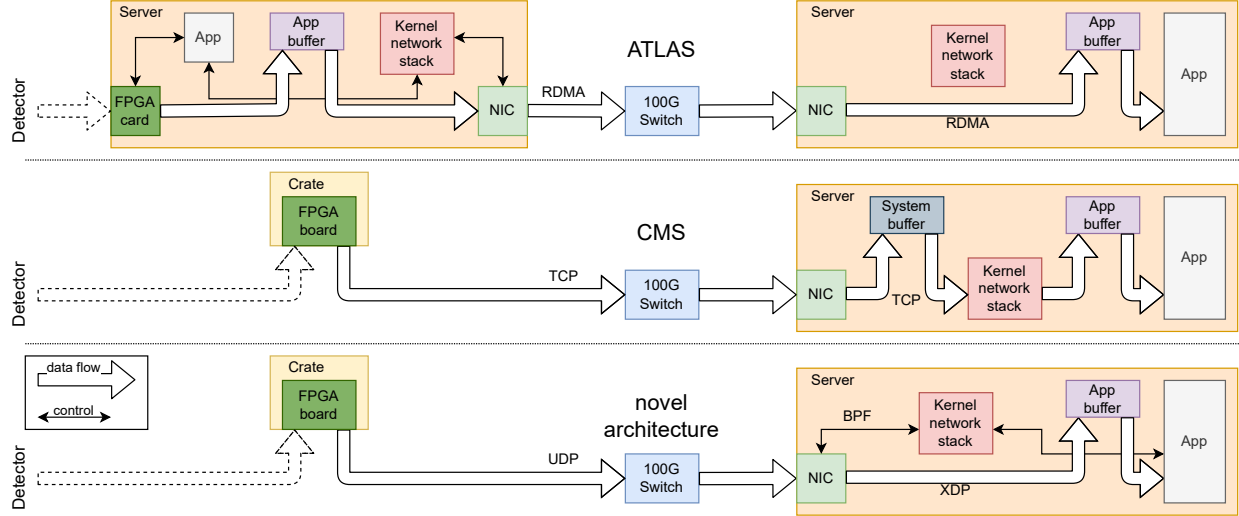 Server
App
App
buffer
Kernel
network
stack
Detector
FPGA
card
NIC
RDMA
ATLAS
100G
Switch
Server
Kernel
network
stack
App
buffer
App
NIC
RDMA
Crate
FPGA
board
Detector
TCP
CMS
100G
Switch
Server
System
buffer
App
buffer
App
NIC
TCP
Kernel
network
stack
data flow
control
Crate
FPGA
board
Detector
UDP
novel
architecture
100G
Switch
Server
BPF
Kernel
network
stack
App
buffer
App
NIC
XDP